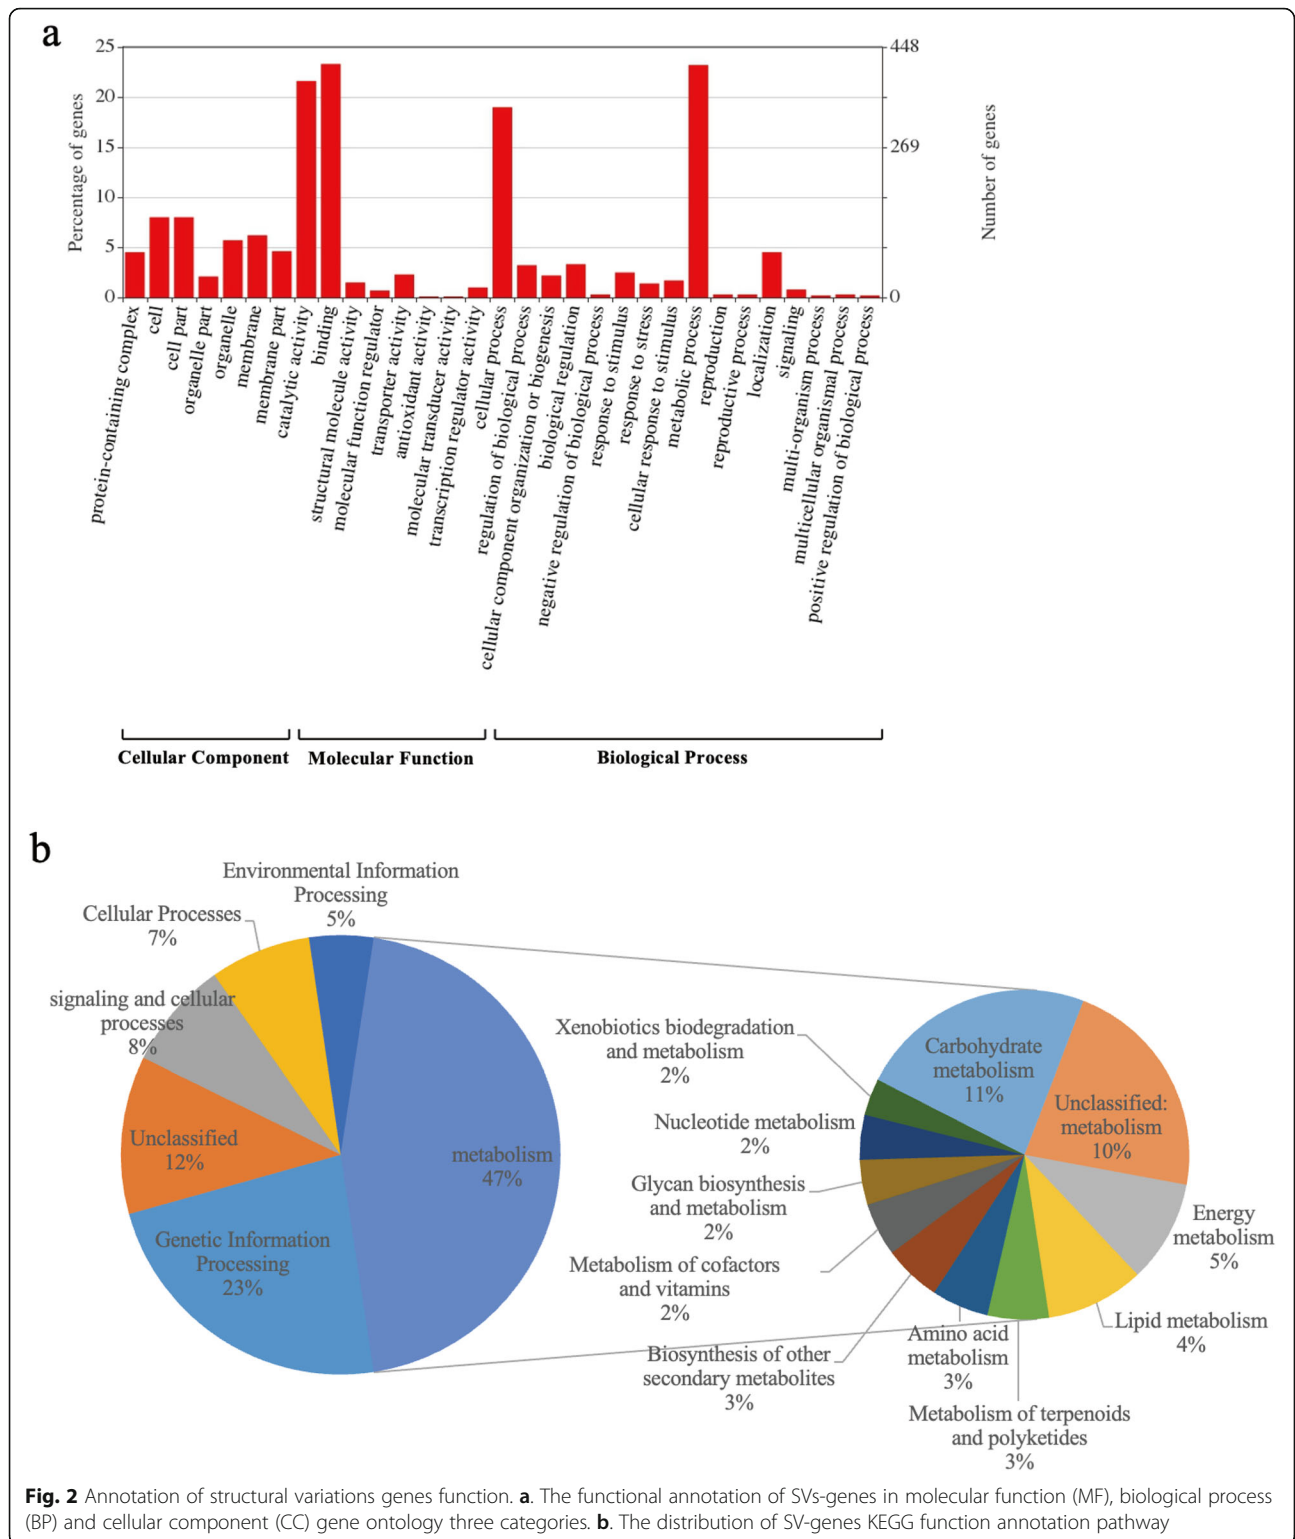 a
25
20
15
10
5
0
Percentage of genes
448
269
0
Number of genes
protein-containing complex
cell
cell part
organelle part
organelle
membrane
membrane part
catalytic activity
binding
structural molecule activity
molecular function regulator
transporter activity
antioxidant activity
molecular transducer activity
transcription regulator activity
cellular process
regulation of biological process
cellular component organization or biogenesis
biological regulation
negative regulation of biological process
response to stimulus
response to stress
cellular response to stimulus
metabolic process
reproduction
reproductive process
localization
signaling
multi-organism process
multicellular organismal process
positive regulation of biological process
Cellular Component
Molecular Function
Biological Process
b
Environmental Information
Processing
5%
Cellular Processes
7%
signaling and cellular
processes
8%
Unclassified
12%
Genetic Information
Processing
23%
metabolism
47%
Xenobiotics biodegradation
and metabolism
2%
Nucleotide metabolism
2%
Glycan biosynthesis
and metabolism
2%
Metabolism of cofactors
and vitamins
2%
Biosynthesis of other
secondary metabolites
3%
Carbohydrate
metabolism
11%
Unclassified:
metabolism
10%
Energy
metabolism
5%
Lipid metabolism
4%
Amino acid
metabolism
3%
Metabolism of terpenoids
and polyketides
3%
Fig. 2 Annotation of structural variations genes function. a. The functional annotation of SVs-genes in molecular function (MF), biological process
(BP) and cellular component (CC) gene ontology three categories. b. The distribution of SV-genes KEGG function annotation pathway